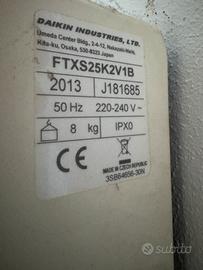 DAIKIN INDUSTRIES, LTD.
Umeda Center Bldg., 2-4-12, Nakazaki-Nishi,
Kita-ku, Osaka, 530-8323 Japan
FTXS25K2V1B
2013 J181685
50 Hz 220-240 V ~
8 kg IPX0
CE
MADE IN CZECH REPUBLIC
3SB64656-30N
subito